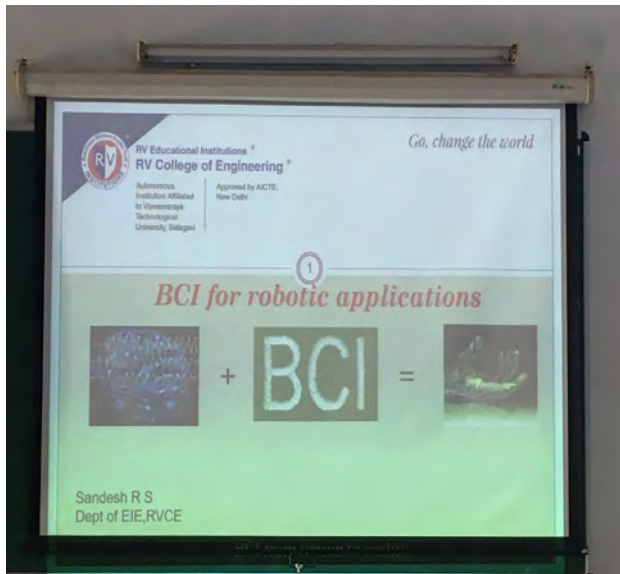 RV
RV Educational Institutions ®
RV College of Engineering ®
Autonomous
Institution Affiliated
to Visvesvaraya
Technological
University, Belagavi
Approved by AICTE,
New Delhi
Go, change the world
1
BCI for robotic applications
+
BCI
=
Sandesh R S
Dept of EIE,RVCE